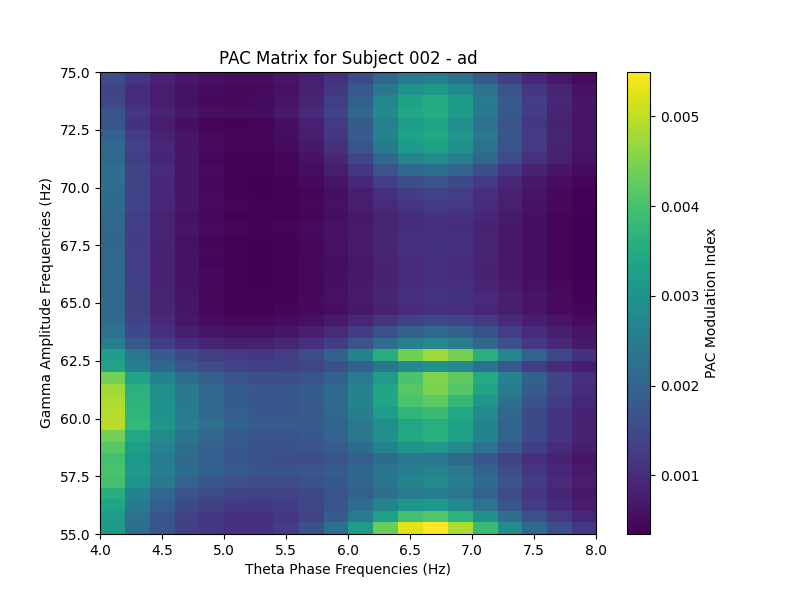 PAC Matrix for Subject 002 - ad
75.0
72.5
70.0
67.5
65.0
62.5
60.0
57.5
55.0
Gamma Amplitude Frequencies (Hz)
4.0 4.5 5.0 5.5 6.0 6.5 7.0 7.5 8.0
Theta Phase Frequencies (Hz)
0.005
0.004
0.003
0.002
0.001
PAC Modulation Index